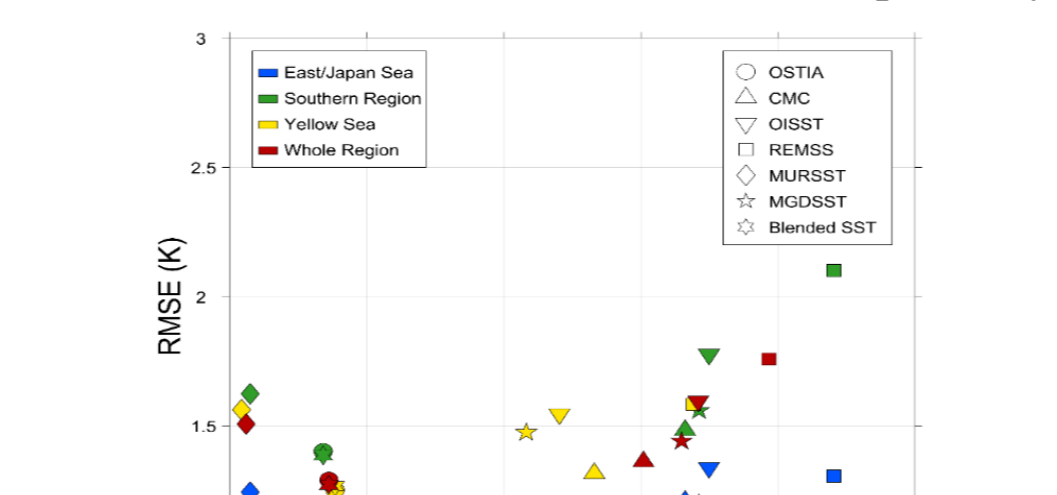 3
East/Japan Sea
Southern Region
Yellow Sea
Whole Region
OSTIA
CMC
OISST
REMSS
MURSST
MGDSST
Blended SST
2.5
2
1.5
RMSE (K)